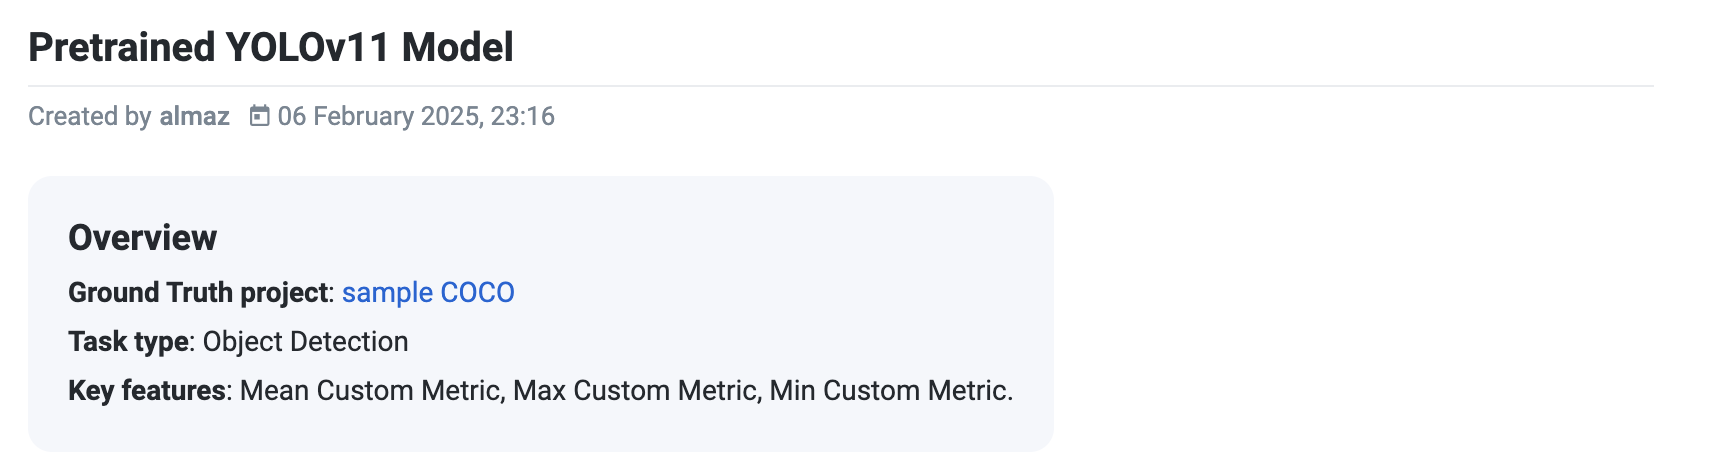 Pretrained YOLOv11 Model
Created by almaz 06 February 2025, 23:16
Overview
Ground Truth project: sample COCO
Task type: Object Detection
Key features: Mean Custom Metric, Max Custom Metric, Min Custom Metric.